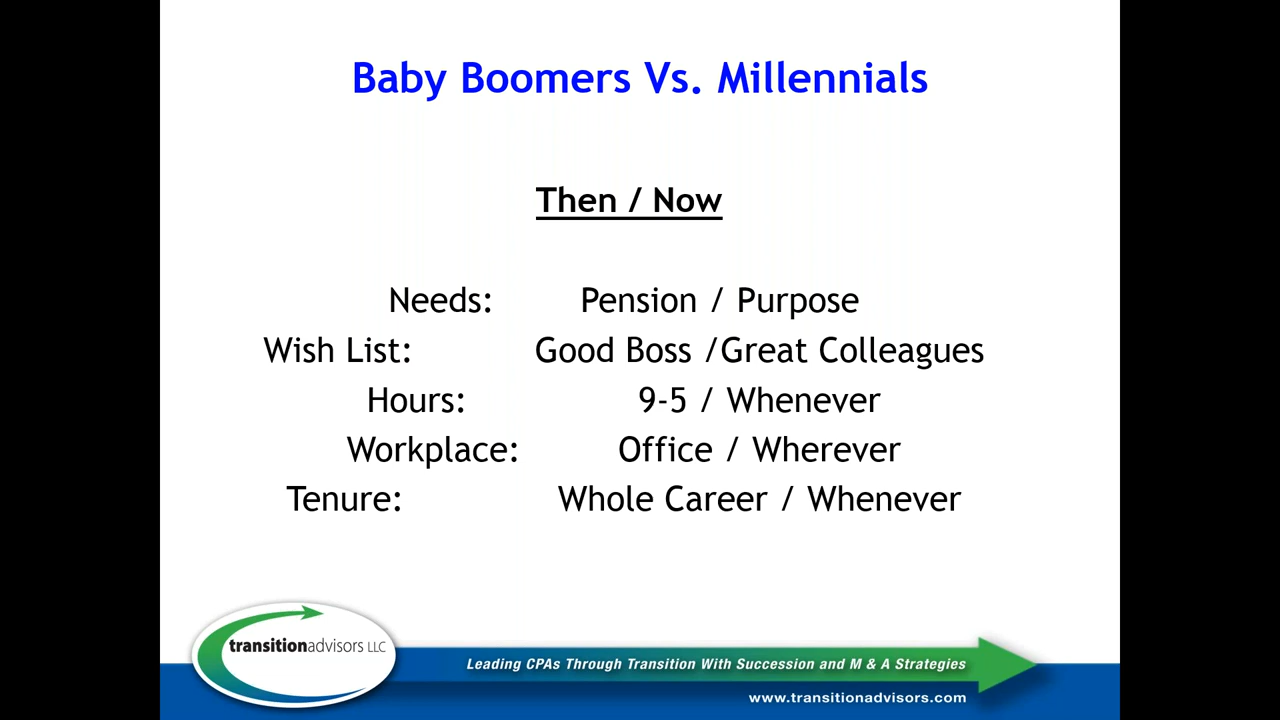 Baby Boomers Vs. Millennials
Then / Now
Needs: Pension / Purpose
Wish List: Good Boss /Great Colleagues
Hours: 9-5 / Whenever
Workplace: Office / Wherever
Tenure: Whole Career / Whenever
transitionadvisors LLC
Leading CPAs Through Transition With Succession and M & A Strategies
www.transitionadvisors.com